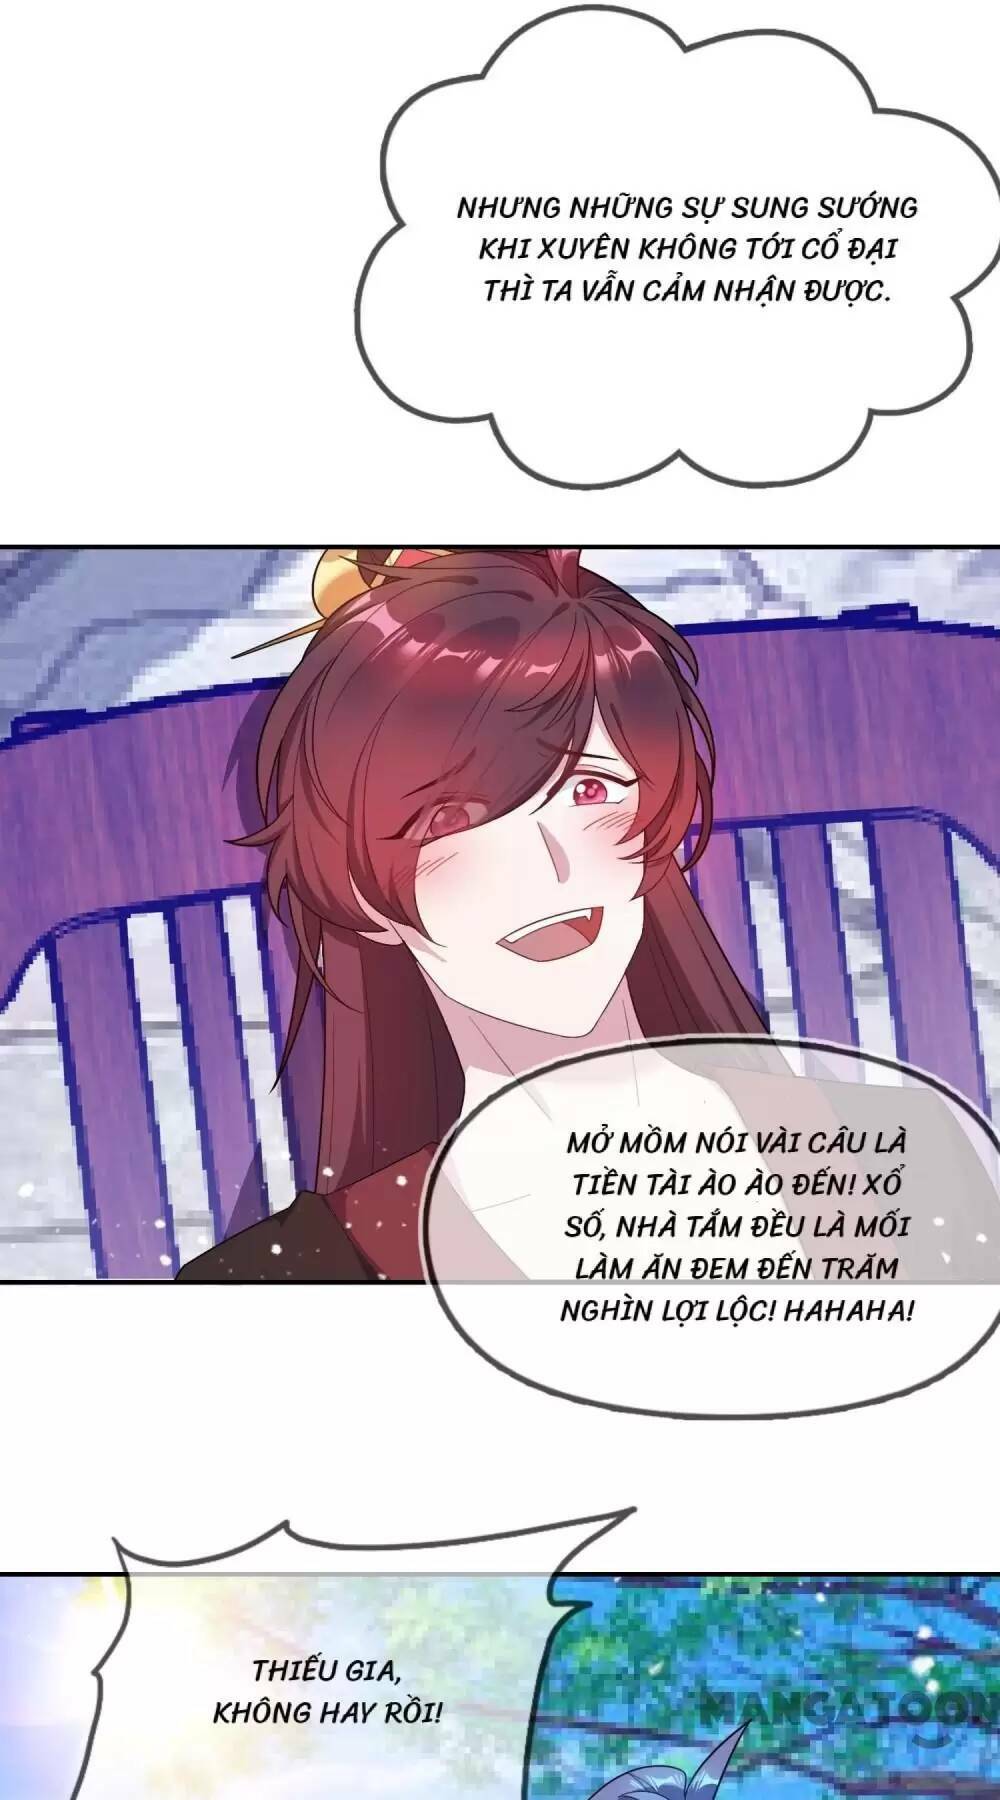 NHƯNG NHỮNG SỰ SUNG SƯỚNG
KHI XUYÊN KHÔNG TỚI CỔ ĐẠI
THÌ TA VẪN CẢM NHẬN ĐƯỢC.
MỞ MỒM NÓI VÀI CÂU LÀ
TIỀN TÀI ÀO ÀO ĐẾN! XỔ
SỐ, NHÀ TẮM ĐỀU LÀ MỐI
LÀM ĂN ĐEM ĐẾN TRĂM
NGHÌN LỢI LỘC! HAHAHA!
THIẾU GIA,
KHÔNG HAY RỒI!
MANGATOON